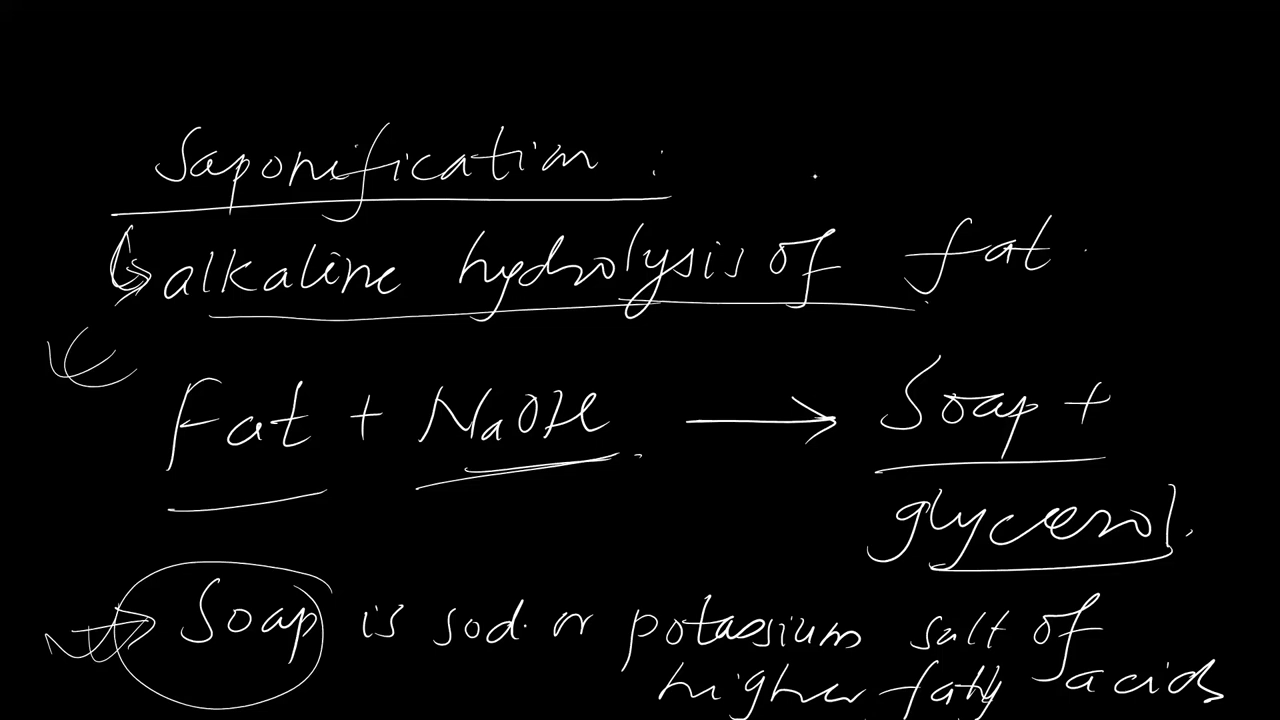 Saponification :
alkaline hydrolysis of fat.
Fat + NaOH → Soap +
glycerol.
Soap is sod. or potassium salt of
higher fatty acids